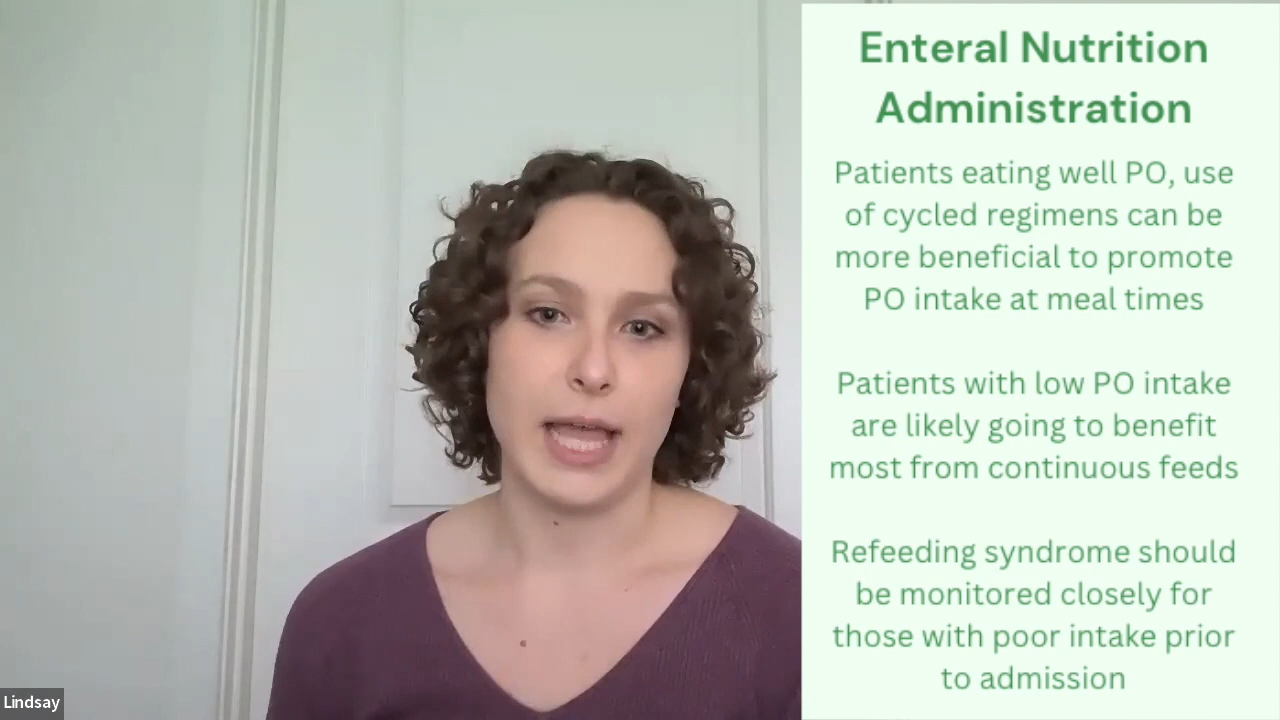 Enteral Nutrition
Administration
Patients eating well PO, use
of cycled regimens can be
more beneficial to promote
PO intake at meal times
Patients with low PO intake
are likely going to benefit
most from continuous feeds
Refeeding syndrome should
be monitored closely for
those with poor intake prior
to admission
Lindsay